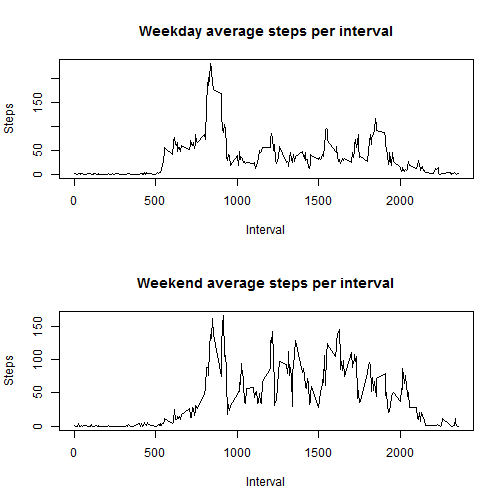 Weekday average steps per interval
Steps
0 50 150
0 500 1000 1500 2000
Interval
Weekend average steps per interval
Steps
0 50 100 150
0 500 1000 1500 2000
Interval